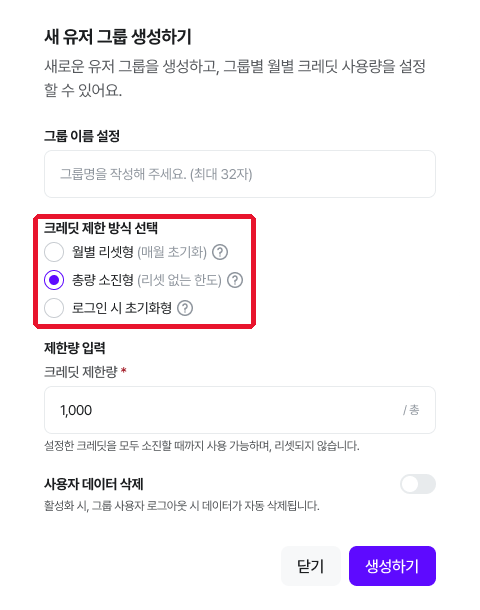 새 유저 그룹 생성하기
새로운 유저 그룹을 생성하고, 그룹별 월별 크레딧 사용량을 설정
할 수 있어요.
그룹 이름 설정
그룹명을 작성해 주세요. (최대 32자)
크레딧 제한 방식 선택
월별 리셋형 (매월 초기화) ?
총량 소진형 (리셋 없는 한도) ?
로그인 시 초기화형 ?
제한량 입력
크레딧 제한량 *
1,000 / 총
설정한 크레딧을 모두 소진할 때까지 사용 가능하며, 리셋되지 않습니다.
사용자 데이터 삭제
활성화 시, 그룹 사용자 로그아웃 시 데이터가 자동 삭제됩니다.
닫기 생성하기